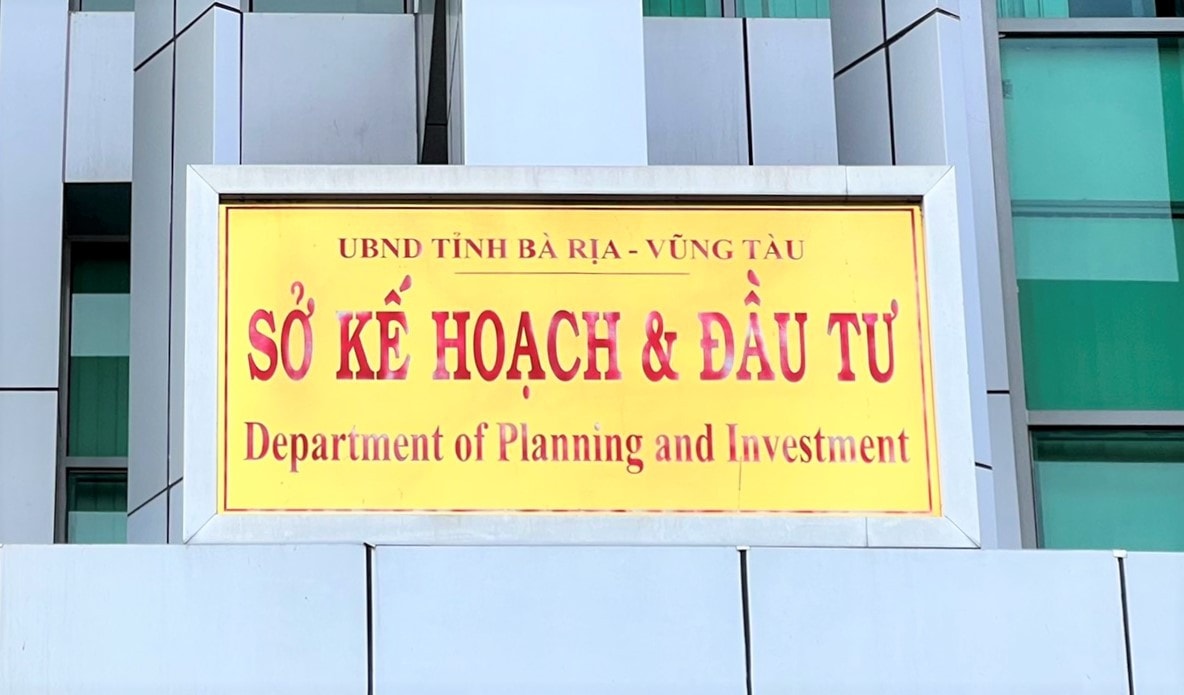 UBND TỈNH BÀ RỊA - VŨNG TÀU
SỞ KẾ HOẠCH & ĐẦU TƯ
Department of Planning and Investment